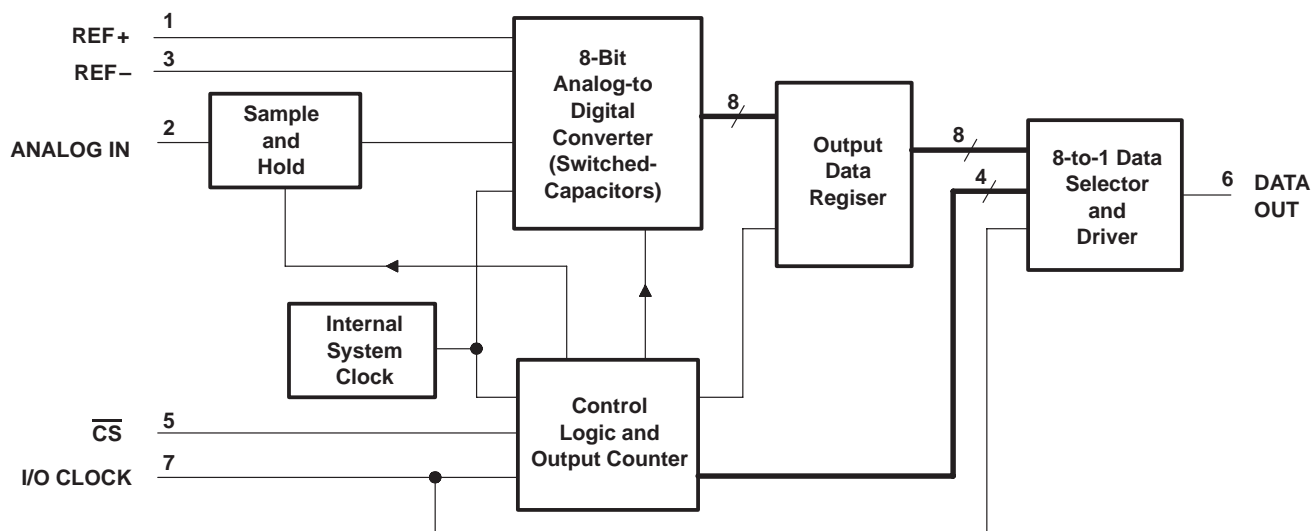 REF+
1
REF–
3
ANALOG IN
2
Sample
and
Hold
8-Bit
Analog-to
Digital
Converter
(Switched-
Capacitors)
8
Output
Data
Regiser
8
4
8-to-1 Data
Selector
and
Driver
6
DATA
OUT
Internal
System
Clock
Control
Logic and
Output Counter
CS
5
I/O CLOCK
7